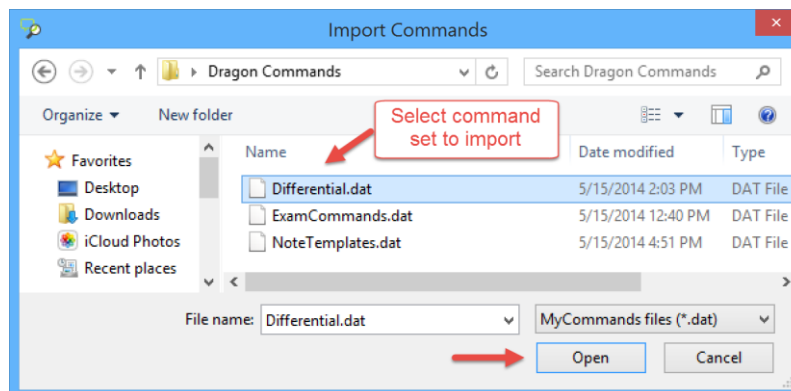 Import Commands
Dragon Commands
Search Dragon Commands
Organize
New folder
Select command
set to import
Favorites
Desktop
Downloads
iCloud Photos
Recent places
Name
Date modified
Type
Differential.dat
5/15/2014 2:03 PM
DAT File
ExamCommands.dat
5/15/2014 12:40 PM
DAT File
NoteTemplates.dat
5/15/2014 4:51 PM
DAT File
File name:
Differential.dat
MyCommands files (*.dat)
Open
Cancel